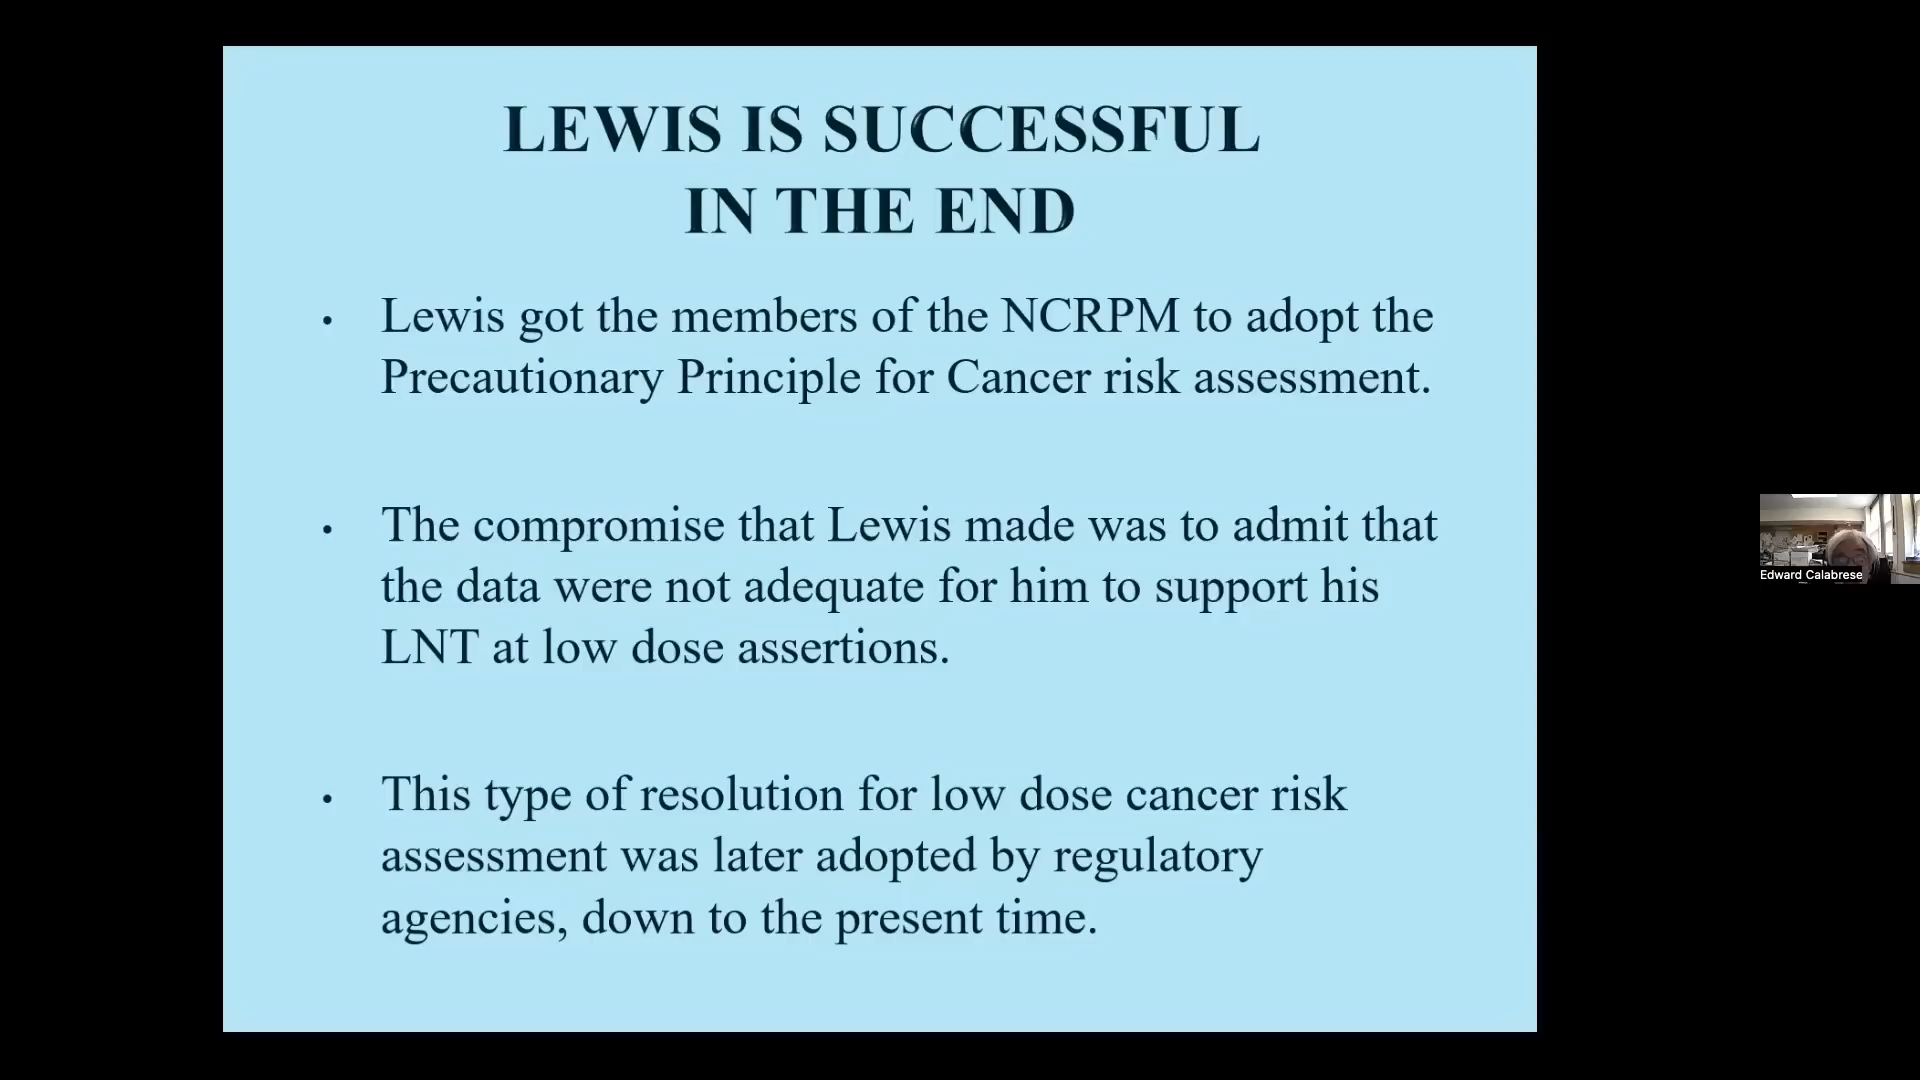 LEWIS IS SUCCESSFUL
IN THE END
• Lewis got the members of the NCRPM to adopt the
Precautionary Principle for Cancer risk assessment.
• The compromise that Lewis made was to admit that
the data were not adequate for him to support his
LNT at low dose assertions.
• This type of resolution for low dose cancer risk
assessment was later adopted by regulatory
agencies, down to the present time.
Edward Calabrese